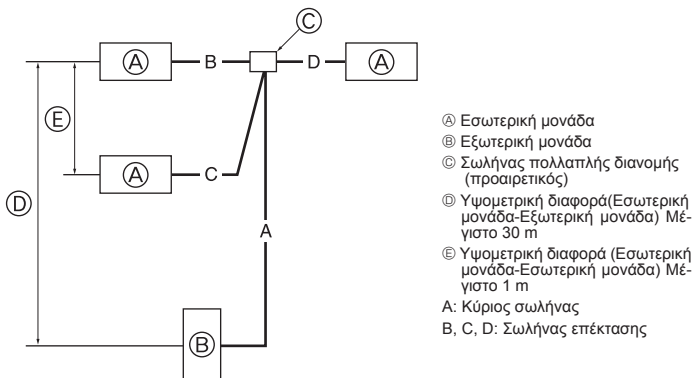 Ⓒ
Ⓐ B D Ⓐ
Ⓔ
Ⓐ C
Ⓓ
A
Ⓑ
Ⓐ Εσωτερική μονάδα
Ⓑ Εξωτερική μονάδα
Ⓒ Σωλήνας πολλαπλής διανομής
(προαιρετικός)
Ⓓ Υψομετρική διαφορά(Εσωτερική
μονάδα-Εξωτερική μονάδα) Μέ-
γιστο 30 m
Ⓔ Υψομετρική διαφορά (Εσωτερική
μονάδα-Εσωτερική μονάδα) Μέ-
γιστο 1 m
A: Κύριος σωλήνας
B, C, D: Σωλήνας επέκτασης